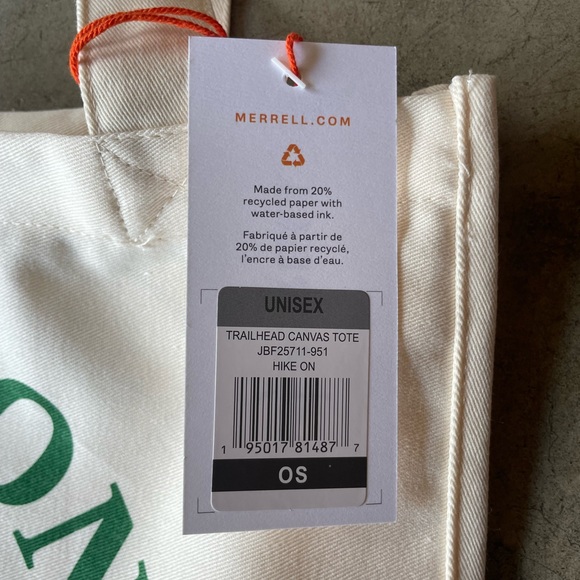 MERRELL.COM
Made from 20%
recycled paper with
water-based ink.
Fabriqué à partir de
20% de papier recyclé,
l'encre à base d'eau.
UNISEX
TRAILHEAD CANVAS TOTE
JBF25711-951
HIKE ON
1 95017 81487 7
OS
ON